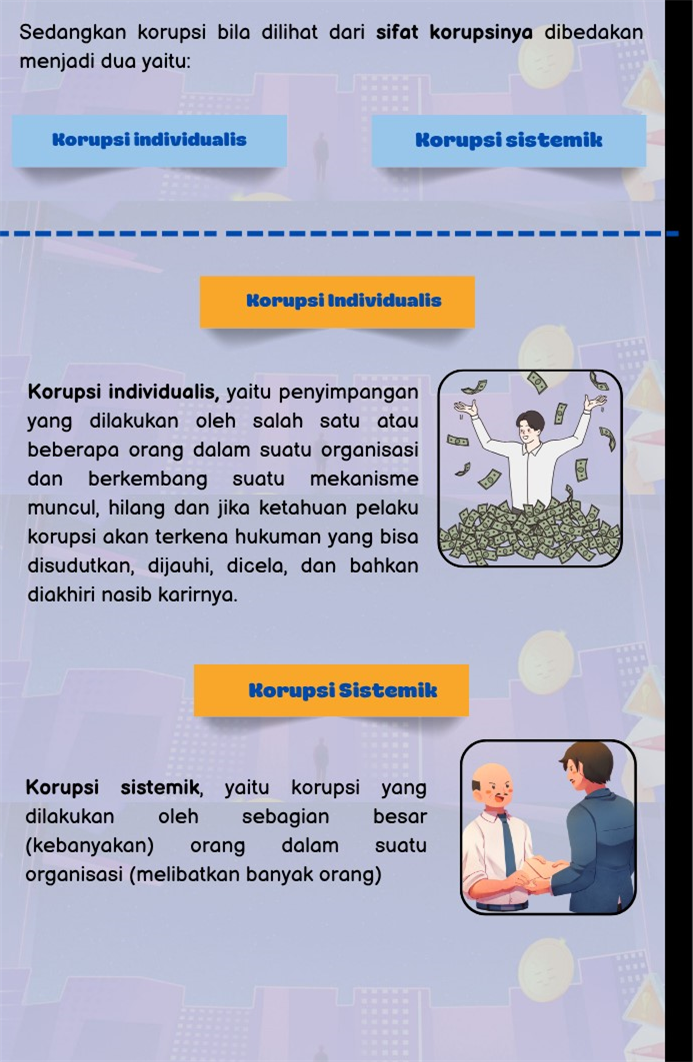 Sedangkan korupsi bila dilihat dari sifat korupsinya dibedakan
menjadi dua yaitu:
Korupsi individualis
Korupsi sistemik
Korupsi Individualis
Korupsi individualis, yaitu penyimpangan
yang dilakukan oleh salah satu atau
beberapa orang dalam suatu organisasi
dan berkembang suatu mekanisme
muncul, hilang dan jika ketahuan pelaku
korupsi akan terkena hukuman yang bisa
disudutkan, dijauhi, dicela, dan bahkan
diakhiri nasib karirnya.
Korupsi Sistemik
Korupsi sistemik, yaitu korupsi yang
dilakukan oleh sebagian besar
(kebanyakan) orang dalam suatu
organisasi (melibatkan banyak orang)